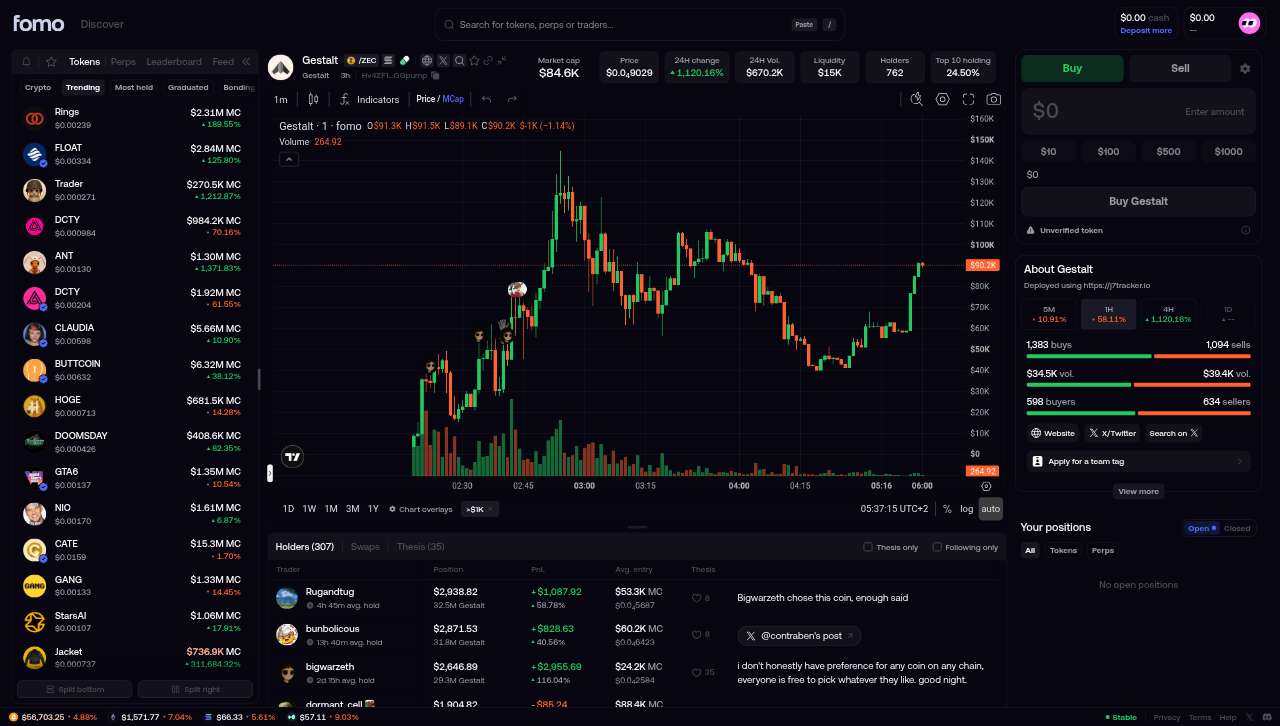 fomo
Discover
Search for tokens, perps or traders...
Paste
/
$0.00 cash
Deposit more
$0.00
—
Tokens Perps Leaderboard Feed
Crypto Trending Most held Graduated Bonding
Rings $2.31M MC
$0.00239 189.55%
FLOAT $2.84M MC
$0.00334 125.80%
Trader $270.5K MC
$0.000271 1,212.87%
DCTY $984.2K MC
$0.000984 70.16%
ANT $1.30M MC
$0.00130 1,371.83%
DCTY $1.92M MC
$0.00204 61.55%
CLAUDIA $5.66M MC
$0.00598 10.90%
BUTTCOIN $6.32M MC
$0.00632 38.12%
HOGE $681.5K MC
$0.000713 14.28%
DOOMSDAY $408.6K MC
$0.000426 82.35%
GTA6 $1.35M MC
$0.00137 10.54%
NIO $1.61M MC
$0.00170 6.87%
CATE $15.3M MC
$0.0159 1.70%
GANG $1.33M MC
$0.00133 14.45%
StarsAI $1.06M MC
$0.00107 17.91%
Jacket $736.9K MC
$0.000737 311,684.32%
Split bottom Split right
Gestalt /ZEC
Gestalt 3h
Market cap
$84.6K
Price
$0.0₄9029
24H change
1,120.16%
24H Vol.
$670.2K
Liquidity
$15K
Holders
762
Top 10 holding
24.50%
1m Indicators Price / MCap
Gestalt · 1 · fomo O$91.3K H$91.5K L$89.1K C$90.2K $-1K (−1.14%)
Volume 264.92
$160K
$150K
$140K
$130K
$120K
$110K
$100K
$90.2K
$80K
$70K
$60K
$50K
$40K
$30K
$20K
$10K
$0
264.92
02:30 02:45 03:00 03:15 04:00 04:15 05:16 06:00
1D 1W 1M 3M 1Y Chart overlays >$1K
05:37:15 UTC+2 % log auto
Holders (307) Swaps Thesis (35)
Thesis only Following only
Trader Position PnL Avg. entry Thesis
Rugandtug $2,938.82 +$1,087.92 $53.3K MC
4h 45m avg. hold 32.5M Gestalt 58.78% $0.0₄5687
8 Bigwarzeth chose this coin, enough said
bunbolicous $2,871.53 +$828.63 $60.2K MC
13h 40m avg. hold 31.8M Gestalt 40.56% $0.0₄6423
8 @contraben's post
bigwarzeth $2,646.89 +$2,955.69 $24.2K MC
2d 15h avg. hold 29.3M Gestalt 116.04% $0.0₄2584
35 i don't honestly have preference for any coin on any chain,
everyone is free to pick whatever they like. good night.
dormant_cell $1,904.82 -$85.24 $88.4K MC
Buy Sell
$0 Enter amount
$10 $100 $500 $1000
$0
Buy Gestalt
Unverified token
About Gestalt
Deployed using https://j7tracker.io
5M 1H 4H 1D
10.91% 58.11% 1,120.16% --
1,383 buys 1,094 sells
$34.5K vol. $39.4K vol.
598 buyers 634 sellers
Website X/Twitter Search on X
Apply for a team tag
View more
Your positions Open Closed
All Tokens Perps
No open positions
$56,703.25 4.88% $1,571.77 7.04% $66.33 5.61% $57.11 9.03%
Stable Privacy Terms Help